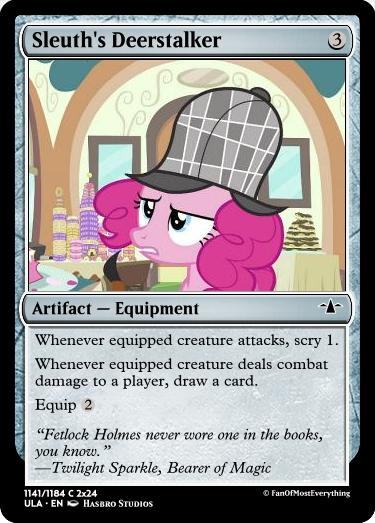 Sleuth's Deerstalker 3
Artifact — Equipment
Whenever equipped creature attacks, scry 1.
Whenever equipped creature deals combat
damage to a player, draw a card.
Equip 2
“Fetlock Holmes never wore one in the books,
you know.”
—Twilight Sparkle, Bearer of Magic
1141/1184 C 2x24
ULA • EN Hasbro Studios
© FanOfMostEverything